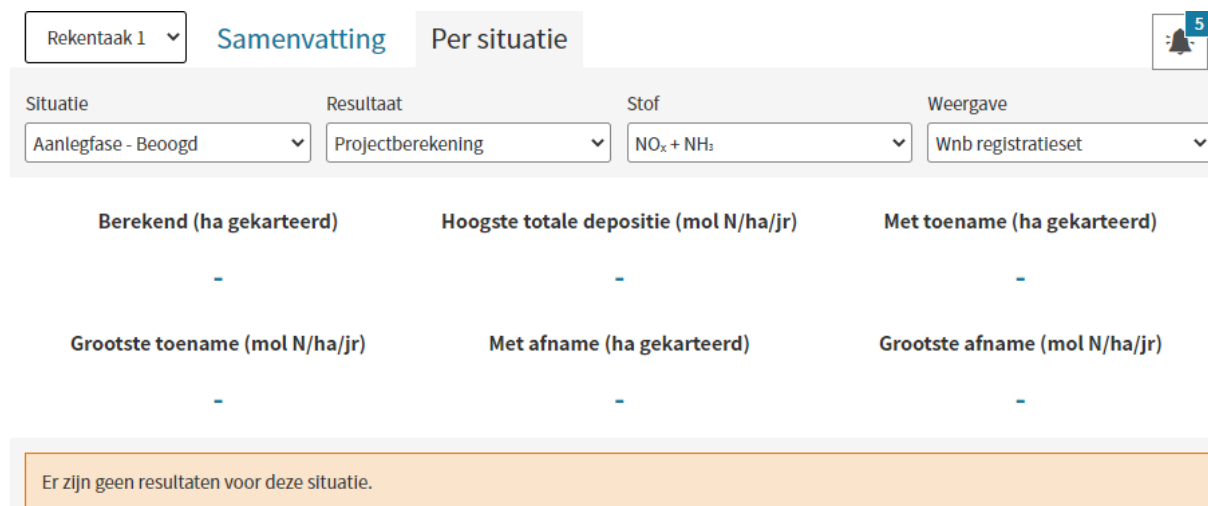 Rekentaak 1 Samenvatting Per situatie 5
Situatie Resultaat Stof Weergave
Aanlegfase - Beoogd Projectberekening NOₓ + NH₃ Wnb registratieset
Berekend (ha gekarteerd) Hoogste totale depositie (mol N/ha/jr) Met toename (ha gekarteerd)
- - -
Grootste toename (mol N/ha/jr) Met afname (ha gekarteerd) Grootste afname (mol N/ha/jr)
- - -
Er zijn geen resultaten voor deze situatie.